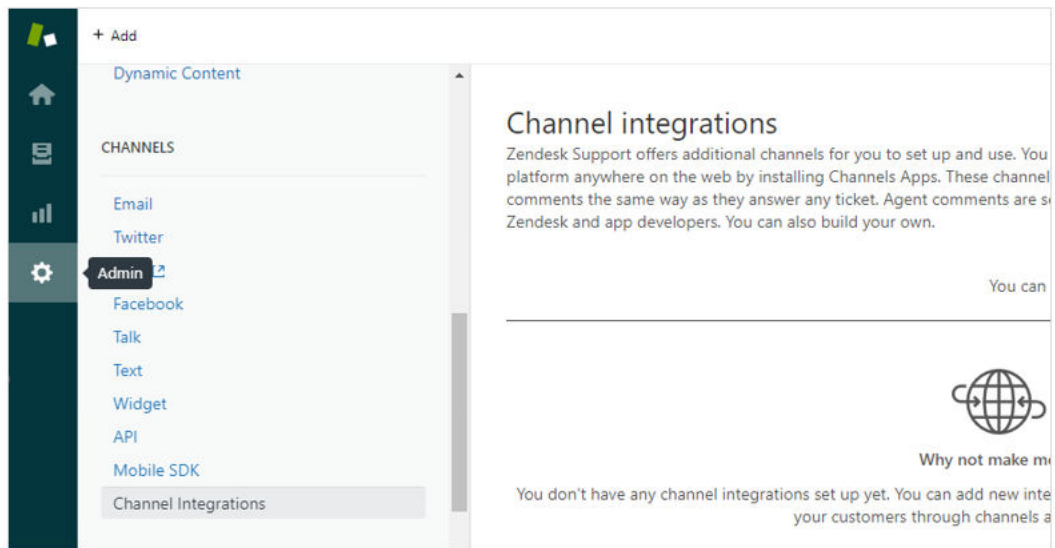 + Add
Dynamic Content
CHANNELS
Email
Twitter
Admin
Facebook
Talk
Text
Widget
API
Mobile SDK
Channel Integrations
Channel integrations
Zendesk Support offers additional channels for you to set up and use. You
platform anywhere on the web by installing Channels Apps. These channel
comments the same way as they answer any ticket. Agent comments are
Zendesk and app developers. You can also build your own.
You can
Why not make
You don't have any channel integrations set up yet. You can add new
your customers through channels